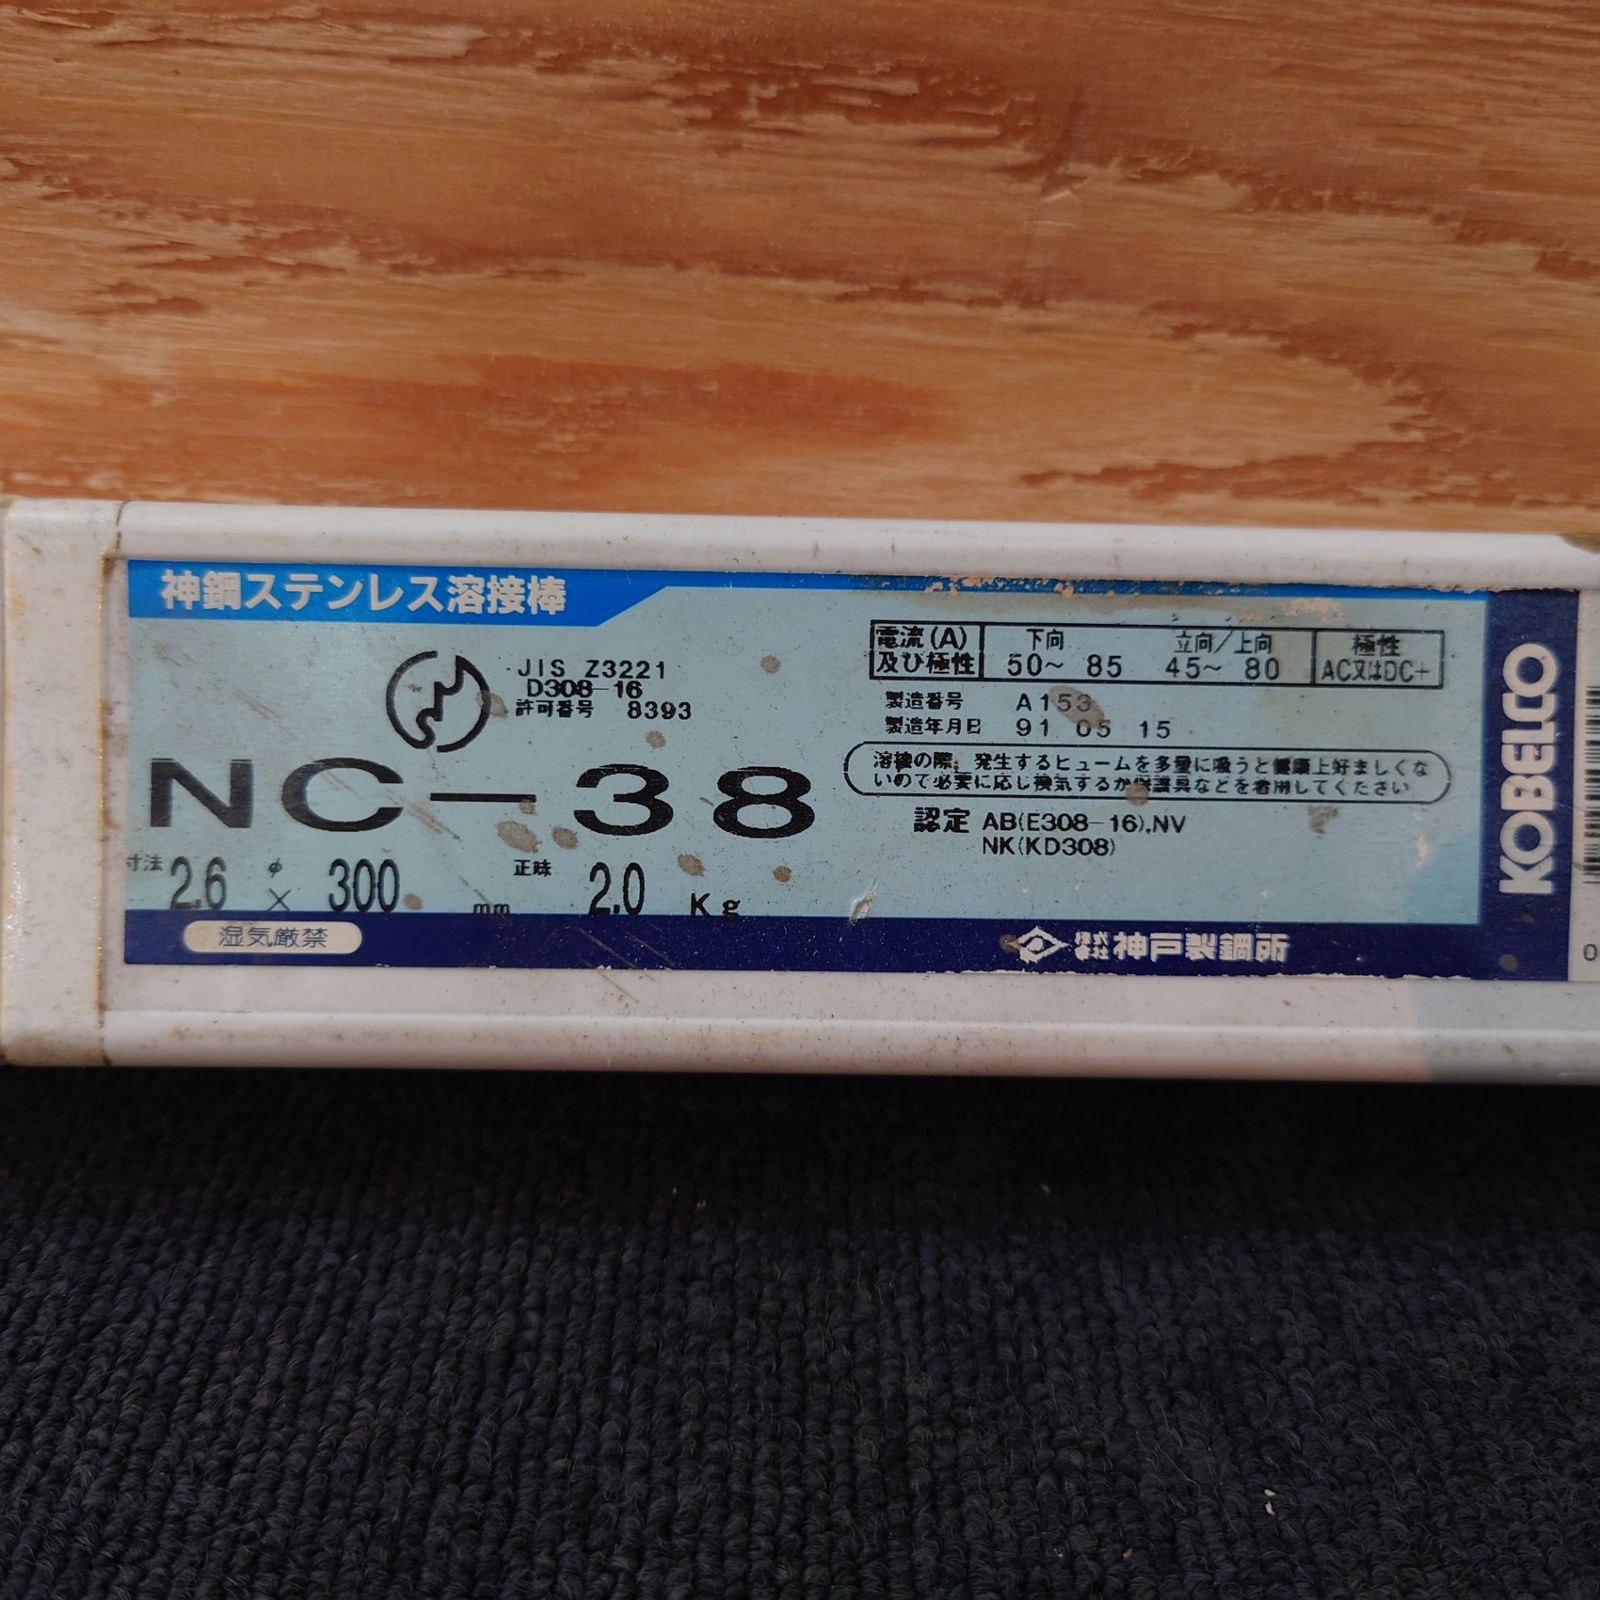 神鋼ステンレス溶接棒
JIS Z3221
D308-16
許可番号 8393
NC-38
寸法 2.6 φ × 300 mm 正味 2.0 Kg
湿気厳禁
電流(A) 下向 立向/上向 極性
及び極性 50~ 85 45~ 80 AC又はDC+
製造番号 A153
製造年月日 91 05 15
溶接の際,発生するヒュームを多量に吸うと健康上好ましくな
いので必要に応じ換気するか保護具などを着用してください
認定 AB(E308-16),NV
NK(KD308)
株式会社 神戸製鋼所
KOBELCO
0